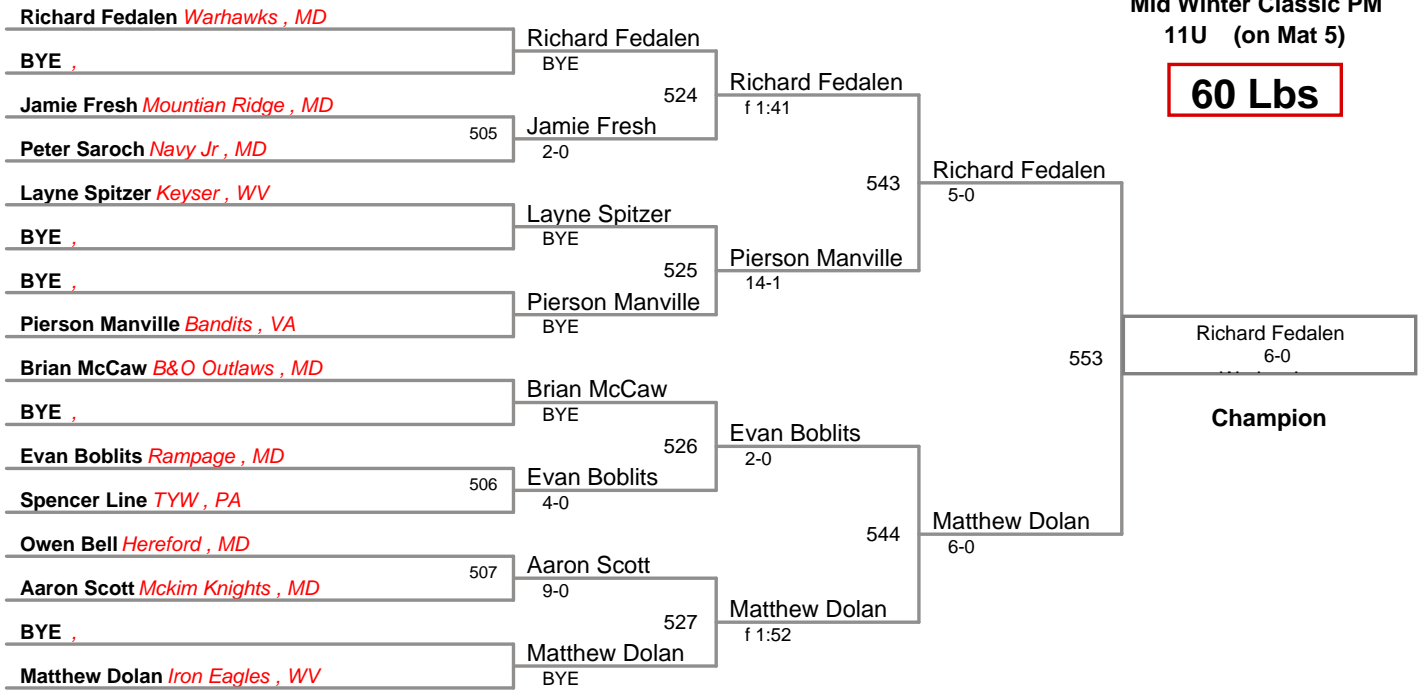 Mid Winter Classic PM
11U (on Mat 5)
60 Lbs
Richard Fedalen Warhawks , MD
BYE ,
Jamie Fresh Mountian Ridge , MD
Peter Saroch Navy Jr , MD
Layne Spitzer Keyser , WV
BYE ,
BYE ,
Pierson Manville Bandits , VA
Brian McCaw B&O Outlaws , MD
BYE ,
Evan Boblits Rampage , MD
Spencer Line TYW , PA
Owen Bell Hereford , MD
Aaron Scott Mckim Knights , MD
BYE ,
Matthew Dolan Iron Eagles , WV
505
506
507
Richard Fedalen
BYE
Jamie Fresh
2-0
Layne Spitzer
BYE
Pierson Manville
BYE
Brian McCaw
BYE
Evan Boblits
4-0
Aaron Scott
9-0
Matthew Dolan
BYE
524
525
526
527
Richard Fedalen
f 1:41
Pierson Manville
14-1
Evan Boblits
2-0
Matthew Dolan
f 1:52
543
544
Richard Fedalen
5-0
Matthew Dolan
6-0
553
Richard Fedalen
6-0
Champion